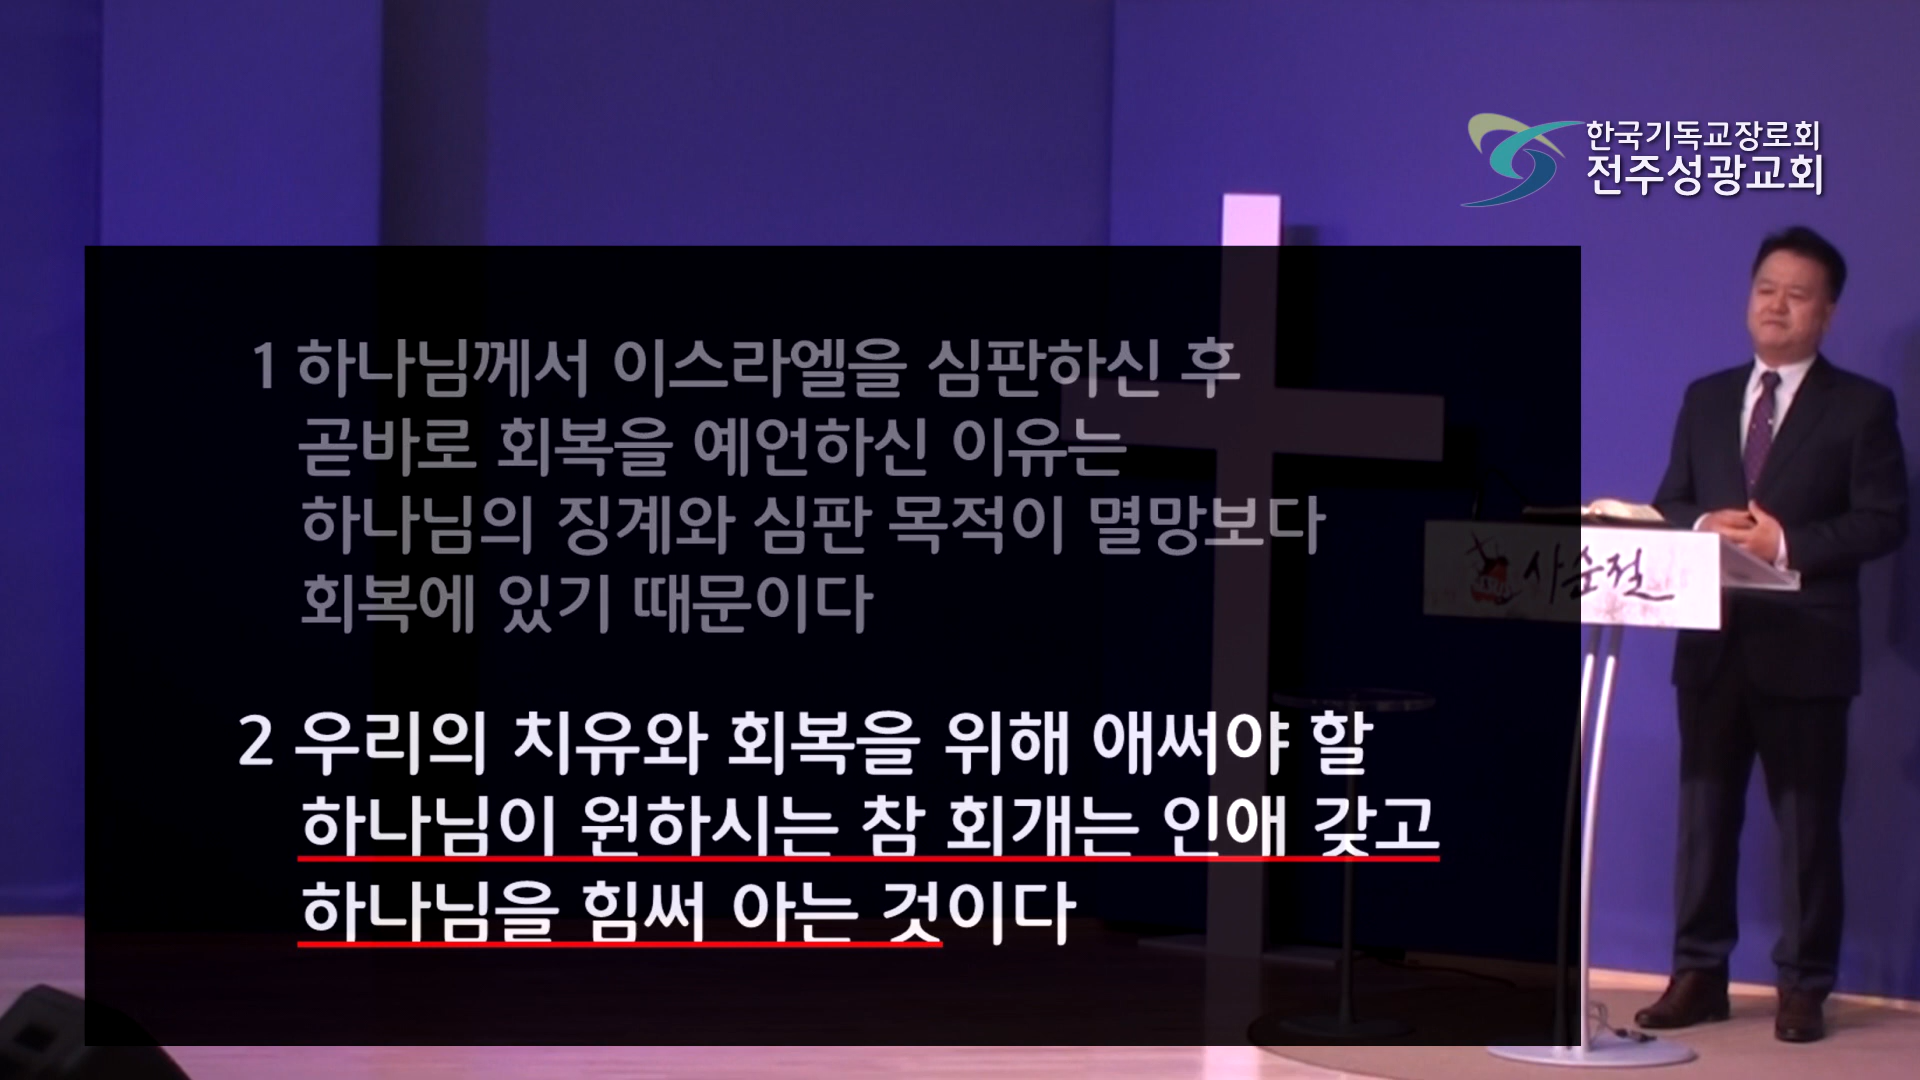 한국기독교장로회
전주성광교회
1 하나님께서 이스라엘을 심판하신 후
곧바로 회복을 예언하신 이유는
하나님의 징계와 심판 목적이 멸망보다
회복에 있기 때문이다
2 우리의 치유와 회복을 위해 애써야 할
하나님이 원하시는 참 회개는 인애 갖고
하나님을 힘써 아는 것이다
사순절